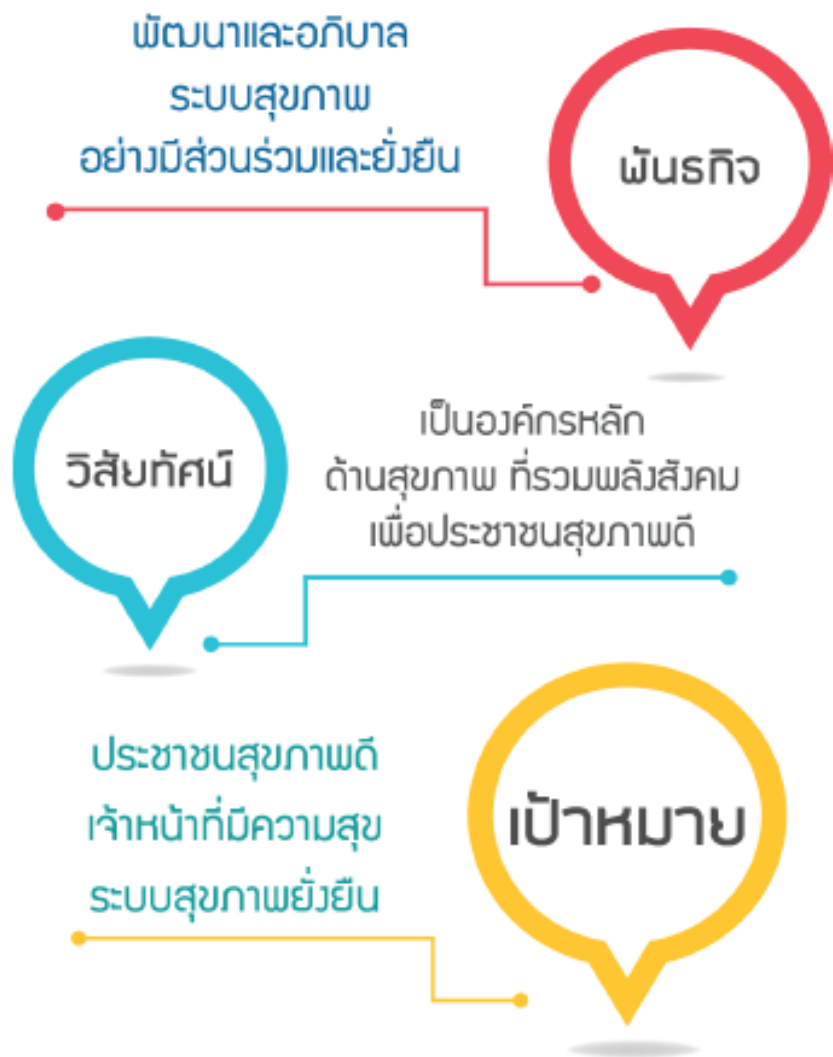 พัฒนาและอภิบาล
ระบบสุขภาพ
อย่างมีส่วนร่วมและยั่งยืน
พันธกิจ
วิสัยทัศน์
เป็นองค์กรหลัก
ด้านสุขภาพ ที่รวมพลังสังคม
เพื่อประชาชนสุขภาพดี
ประชาชนสุขภาพดี
เจ้าหน้าที่มีความสุข
ระบบสุขภาพยั่งยืน
เป้าหมาย